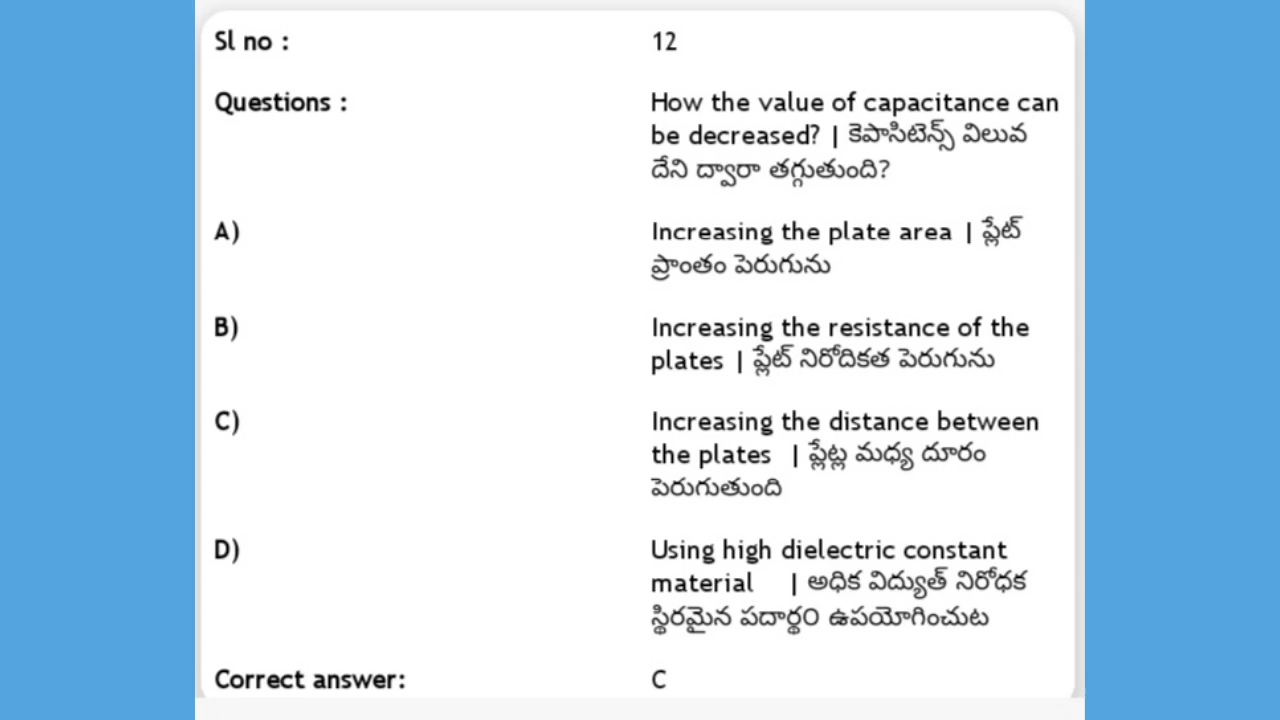 Sl no : 12
Questions : How the value of capacitance can
be decreased? | కెపాసిటెన్స్ విలువ
దేని ద్వారా తగ్గుతుంది?
A) Increasing the plate area | ప్లేట్
ప్రాంతం పెరుగును
B) Increasing the resistance of the
plates | ప్లేట్ నిరోదికత పెరుగును
C) Increasing the distance between
the plates | ప్లేట్ల మధ్య దూరం
పెరుగుతుంది
D) Using high dielectric constant
material | అధిక విద్యుత్ నిరోధక
స్థిరమైన పదార్థ౦ ఉపయోగించుట
Correct answer: C